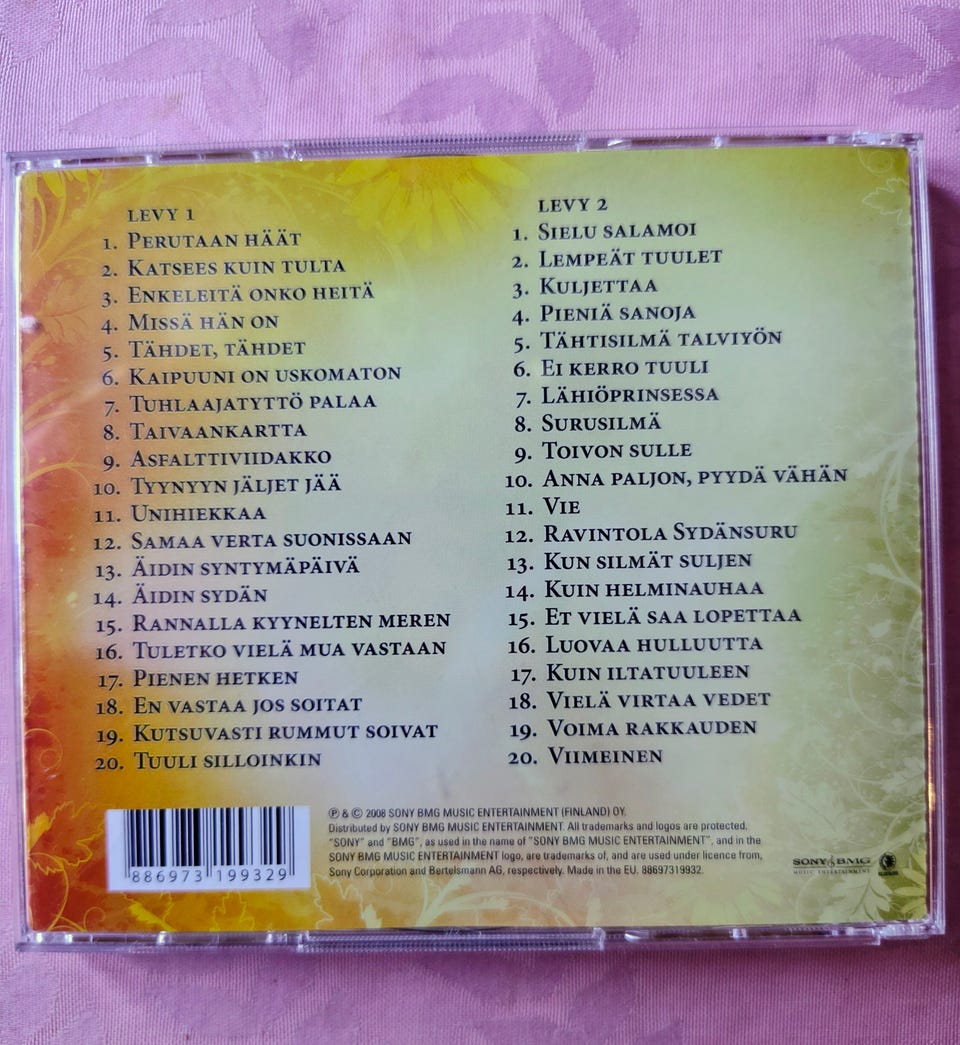 LEVY 1
1. PERUTAAN HÄÄT
2. KATSEES KUIN TULTA
3. ENKELEITÄ ONKO HEITÄ
4. MISSÄ HÄN ON
5. TÄHDET, TÄHDET
6. KAIPUUNI ON USKOMATON
7. TUHLAAJATYTTÖ PALAA
8. TAIVAANKARTTA
9. ASFALTTIVIIDAKKO
10. TYYNYYN JÄLJET JÄÄ
11. UNIHIEKKAA
12. SAMAA VERTA SUONISSAAN
13. ÄIDIN SYNTYMÄPÄIVÄ
14. ÄIDIN SYDÄN
15. RANNALLA KYYNELTEN MEREN
16. TULETKO VIELÄ MUA VASTAAN
17. PIENEN HETKEN
18. EN VASTAA JOS SOITAT
19. KUTSUVASTI RUMMUT SOIVAT
20. TUULI SILLOINKIN
LEVY 2
1. SIELU SALAMOI
2. LEMPEÄT TUULET
3. KULJETTAA
4. PIENIÄ SANOJA
5. TÄHTISILMÄ TALVIYÖN
6. EI KERRO TUULI
7. LÄHIÖPRINSESSA
8. SURUSILMÄ
9. TOIVON SULLE
10. ANNA PALJON, PYYDÄ VÄHÄN
11. VIE
12. RAVINTOLA SYDÄNSURU
13. KUN SILMÄT SULJEN
14. KUIN HELMINAUHAA
15. ET VIELÄ SAA LOPETTAA
16. LUOVAA HULLUUTTA
17. KUIN ILTATUULEEN
18. VIELÄ VIRTAA VEDET
19. VOIMA RAKKAUDEN
20. VIIMEINEN
8 86973 19932 9
℗ & © 2008 SONY BMG MUSIC ENTERTAINMENT (FINLAND) OY.
Distributed by SONY BMG MUSIC ENTERTAINMENT. All trademarks and logos are protected.
"SONY" and "BMG", as used in the name of "SONY BMG MUSIC ENTERTAINMENT", and in the
SONY BMG MUSIC ENTERTAINMENT logo, are trademarks of, and are used under licence from,
Sony Corporation and Bertelsmann AG, respectively. Made in the EU. 88697319932.
SONY BMG
MUSIC ENTERTAINMENT